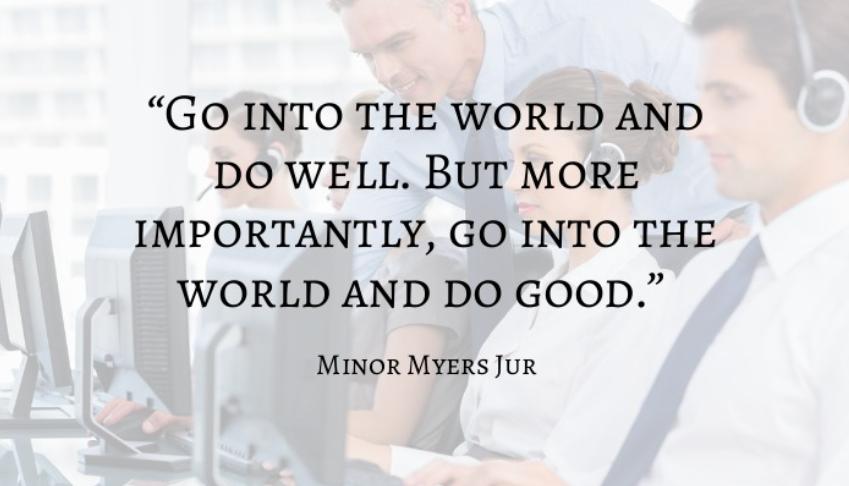 “Go into the world and
do well. But more
importantly, go into the
world and do good.”
Minor Myers Jur